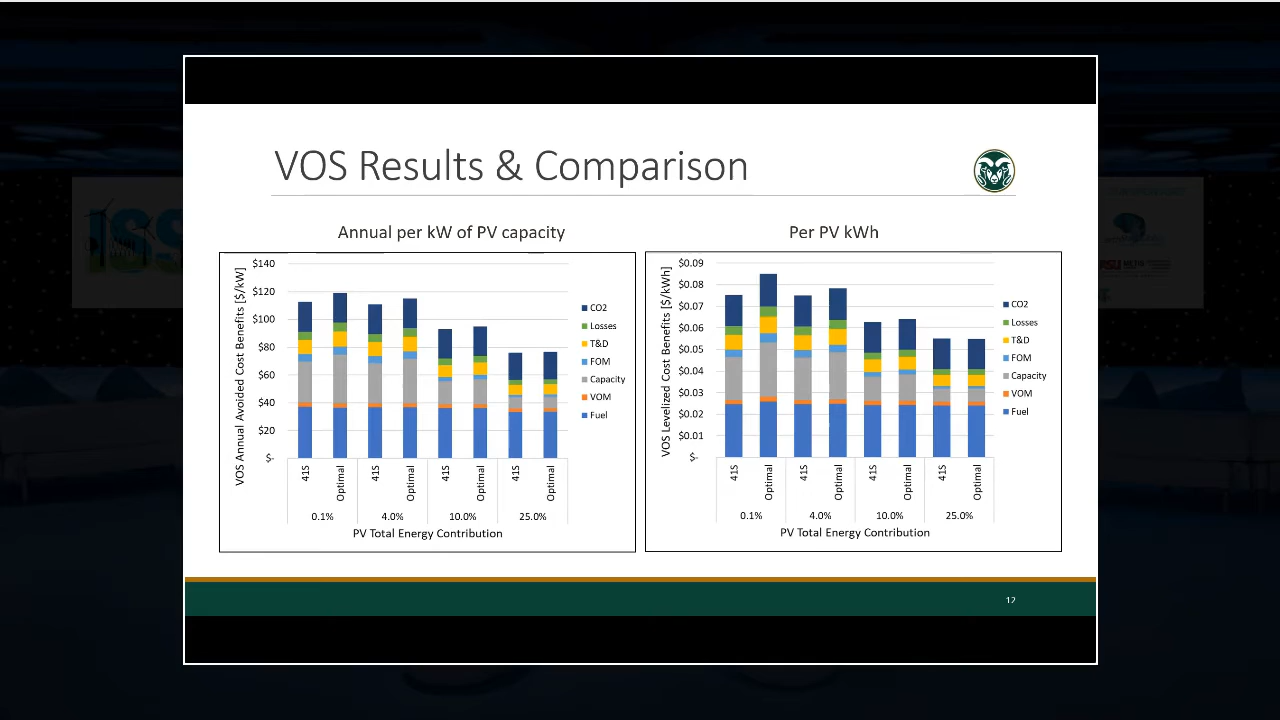 VOS Results & Comparison
Annual per kW of PV capacity
VOS Annual Avoided Cost Benefits [$/kW]
$140
$120
$100
$80
$60
$40
$20
$-
41S
Optimal
41S
Optimal
41S
Optimal
41S
Optimal
0.1%
4.0%
10.0%
25.0%
PV Total Energy Contribution
CO2
Losses
T&D
FOM
Capacity
VOM
Fuel
Per PV kWh
VOS Levelized Cost Benefits [$/kWh]
$0.09
$0.08
$0.07
$0.06
$0.05
$0.04
$0.03
$0.02
$0.01
$-
41S
Optimal
41S
Optimal
41S
Optimal
41S
Optimal
0.1%
4.0%
10.0%
25.0%
PV Total Energy Contribution
CO2
Losses
T&D
FOM
Capacity
VOM
Fuel
12
ISS